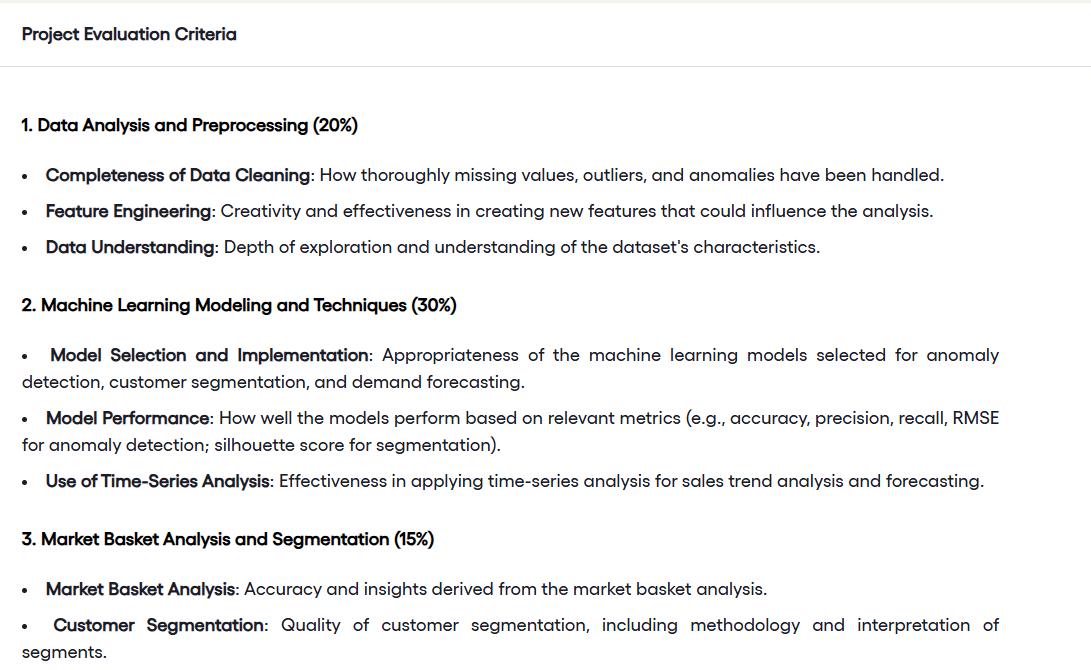 Project Evaluation Criteria
1. Data Analysis and Preprocessing (20%)
• Completeness of Data Cleaning: How thoroughly missing values, outliers, and anomalies have been handled.
• Feature Engineering: Creativity and effectiveness in creating new features that could influence the analysis.
• Data Understanding: Depth of exploration and understanding of the dataset's characteristics.
2. Machine Learning Modeling and Techniques (30%)
• Model Selection and Implementation: Appropriateness of the machine learning models selected for anomaly
detection, customer segmentation, and demand forecasting.
• Model Performance: How well the models perform based on relevant metrics (e.g., accuracy, precision, recall, RMSE
for anomaly detection; silhouette score for segmentation).
• Use of Time-Series Analysis: Effectiveness in applying time-series analysis for sales trend analysis and forecasting.
3. Market Basket Analysis and Segmentation (15%)
• Market Basket Analysis: Accuracy and insights derived from the market basket analysis.
• Customer Segmentation: Quality of customer segmentation, including methodology and interpretation of
segments.